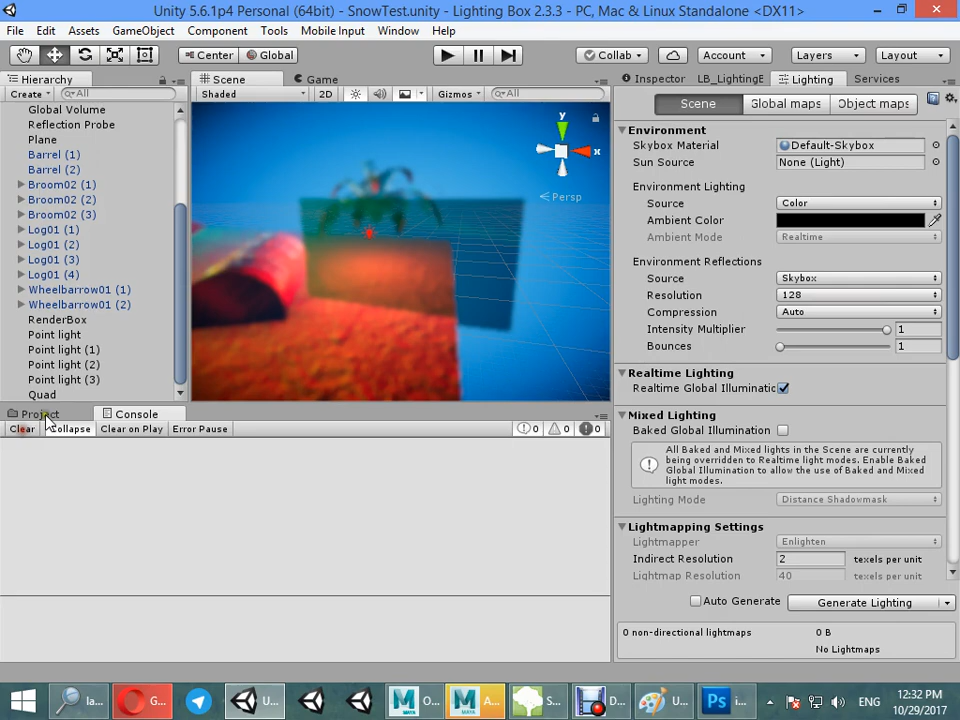 Unity 5.6.1p4 Personal (64bit) - SnowTest.unity - Lighting Box 2.3.3 - PC, Mac & Linux Standalone <DX11>
File Edit Assets GameObject Component Tools Mobile Input Window Help
Center Global Collab Account Layers Layout
Hierarchy Scene Game Inspector LB_LightingE Lighting Services
Create All Shaded 2D Gizmos All Scene Global maps Object maps
Global Volume
Reflection Probe
Plane
Barrel (1)
Barrel (2)
Broom02 (1)
Broom02 (2)
Broom02 (3)
Log01 (1)
Log01 (2)
Log01 (3)
Log01 (4)
Wheelbarrow01 (1)
Wheelbarrow01 (2)
RenderBox
Point light
Point light (1)
Point light (2)
Point light (3)
Quad
y
x
Persp
Environment
Skybox Material Default-Skybox
Sun Source None (Light)
Environment Lighting
Source Color
Ambient Color
Ambient Mode Realtime
Environment Reflections
Source Skybox
Resolution 128
Compression Auto
Intensity Multiplier 1
Bounces 1
Realtime Lighting
Realtime Global Illuminatic
Mixed Lighting
Baked Global Illumination
All Baked and Mixed lights in the Scene are currently
being overridden to Realtime light modes. Enable Baked
Global Illumination to allow the use of Baked and Mixed
light modes.
Lighting Mode Distance Shadowmask
Lightmapping Settings
Lightmapper Enlighten
Indirect Resolution 2 texels per unit
Lightmap Resolution 40 texels per unit
Auto Generate Generate Lighting
0 non-directional lightmaps 0 B
No Lightmaps
Project Console
Clear Collapse Clear on Play Error Pause 0 0 0
la... G... U... O... A... S... D... U... i... ENG
12:32 PM
10/29/2017